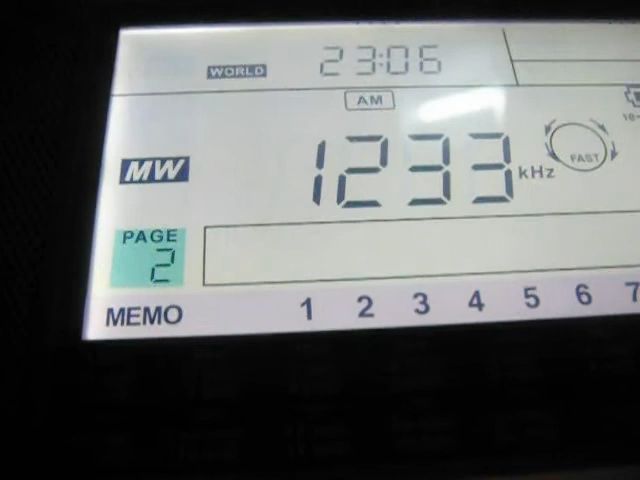 WORLD 23:06
AM
MW 1233 kHz FAST
PAGE
2
MEMO 1 2 3 4 5 6 7